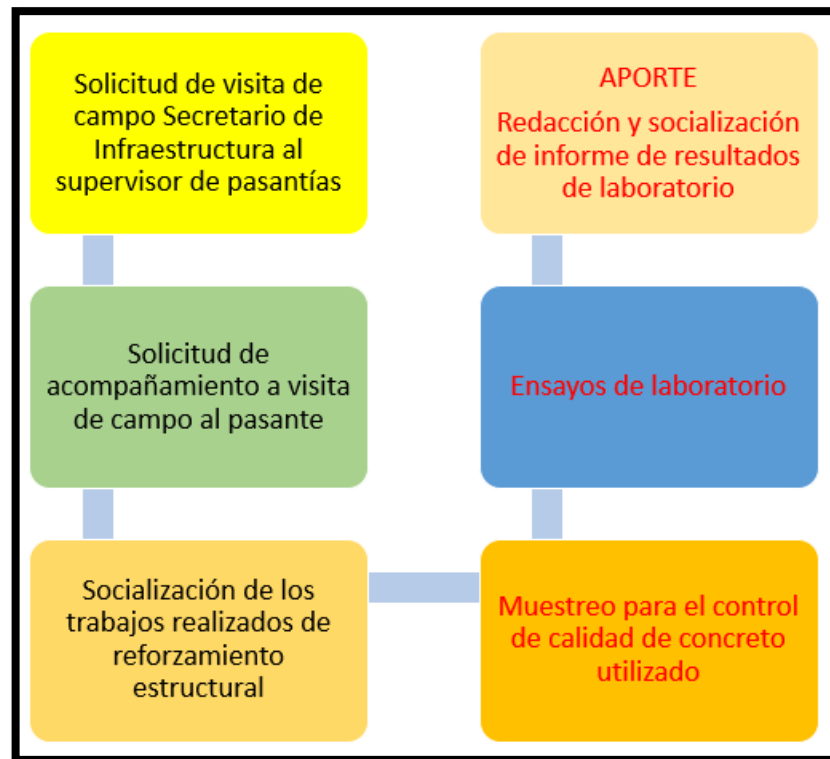 Solicitud de visita de
campo Secretario de
Infraestructura al
supervisor de pasantías
Solicitud de
acompañamiento a visita
de campo al pasante
Socialización de los
trabajos realizados de
reforzamiento
estructural
Muestreo para el control
de calidad de concreto
utilizado
Ensayos de laboratorio
APORTE
Redacción y socialización
de informe de resultados
de laboratorio